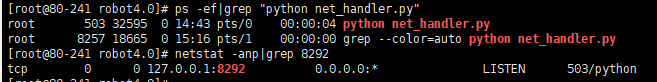 [root@80-241 robot4.0]# ps -ef|grep "python net_handler.py"
root 503 32595 0 14:43 pts/0 00:00:04 python net_handler.py
root 8257 18665 0 15:16 pts/1 00:00:00 grep --color=auto python net_handler.py
[root@80-241 robot4.0]# netstat -anp|grep 8292
tcp 0 0 127.0.0.1:8292 0.0.0.0:* LISTEN 503/python